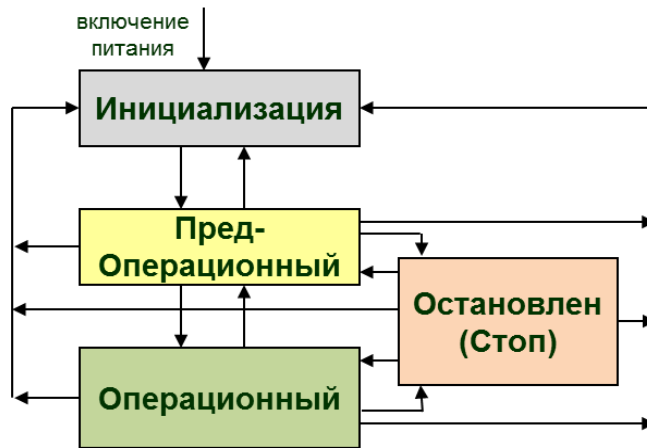 включение
питания
Инициализация
Пред-
Операционный
Остановлен
(Стоп)
Операционный